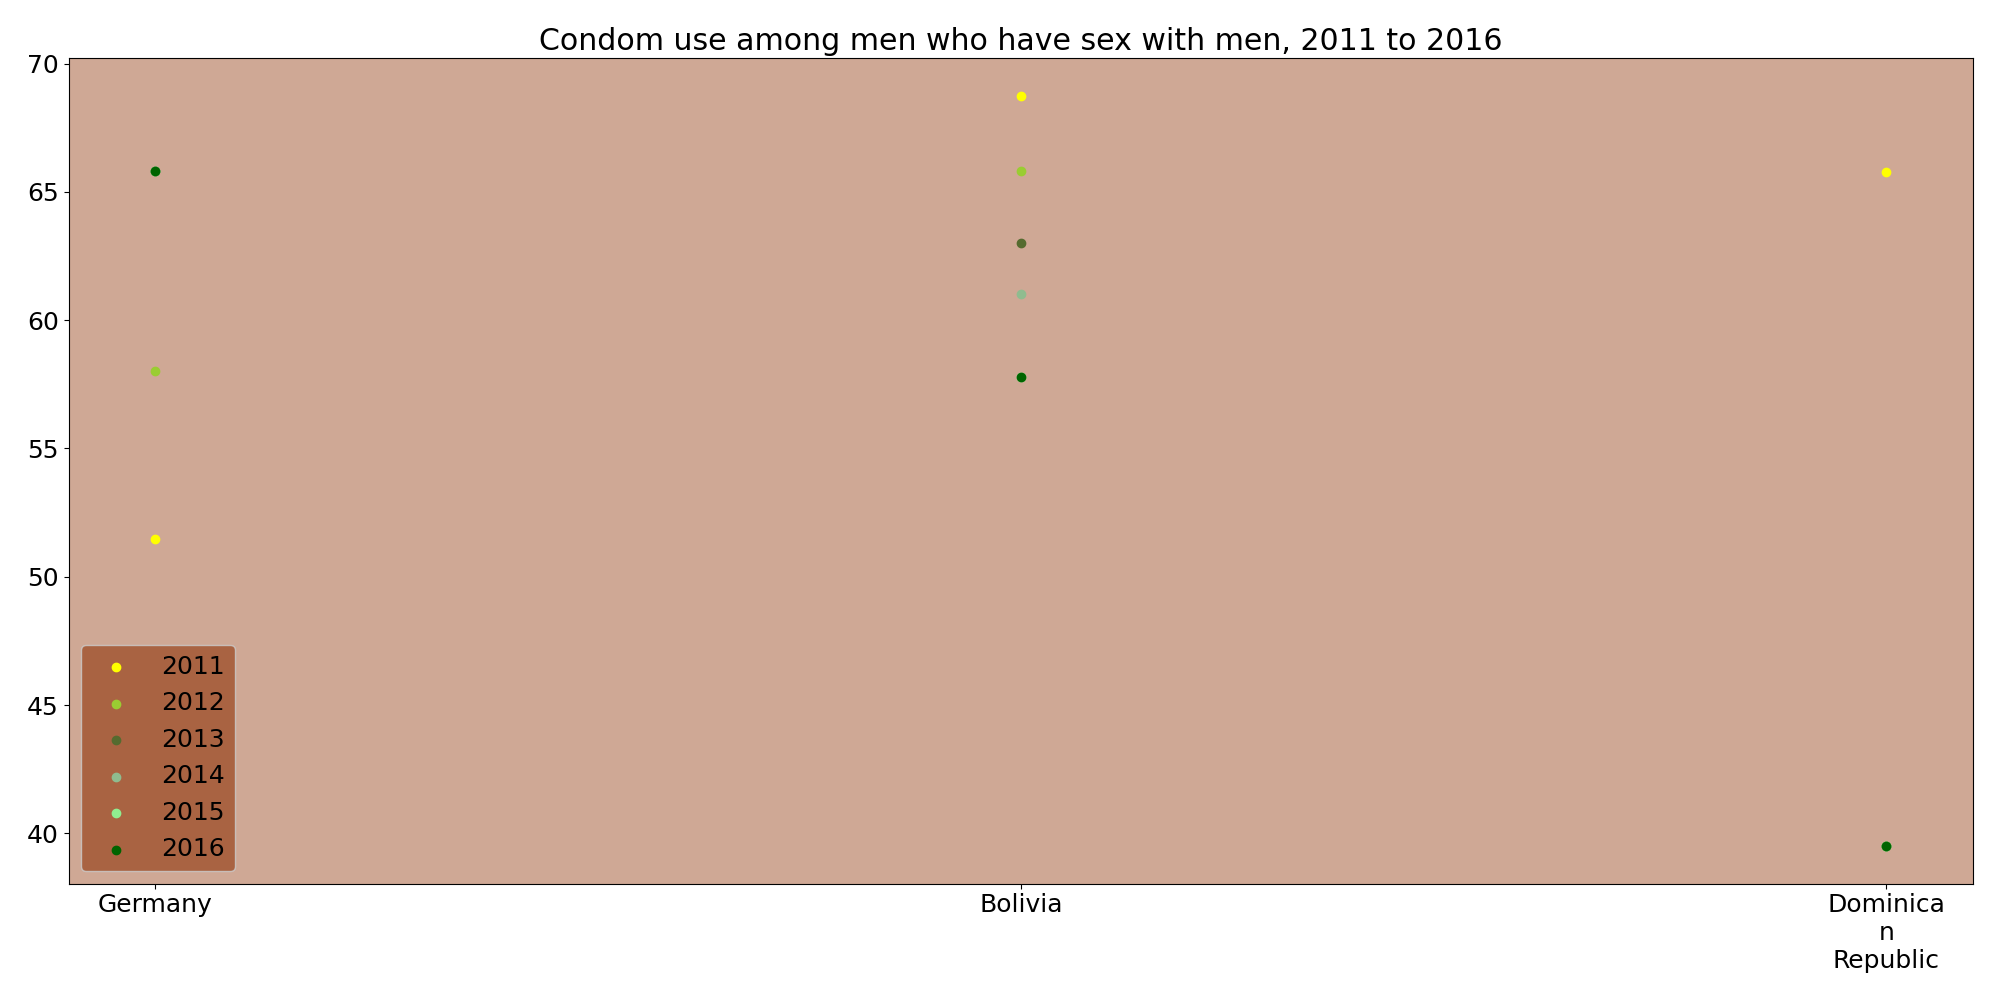 Condom use among men who have sex with men, 2011 to 2016
70
65
60
55
50
45
40
2011
2012
2013
2014
2015
2016
Germany
Bolivia
Dominica
n
Republic